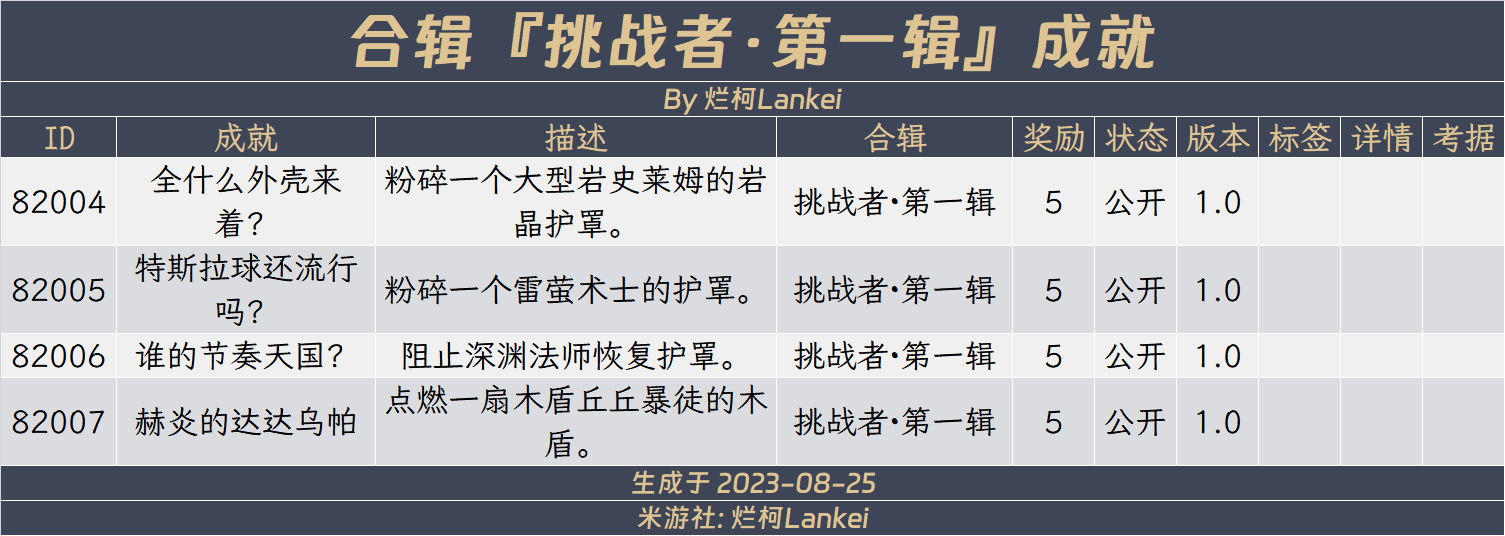 合辑『挑战者·第一辑』成就
By 烂柯Lankei
ID 成就 描述 合辑 奖励 状态 版本 标签 详情 考据
82004 全什么外壳来着？ 粉碎一个大型岩史莱姆的岩晶护罩。 挑战者·第一辑 5 公开 1.0
82005 特斯拉球还流行吗？ 粉碎一个雷萤术士的护罩。 挑战者·第一辑 5 公开 1.0
82006 谁的节奏天国？ 阻止深渊法师恢复护罩。 挑战者·第一辑 5 公开 1.0
82007 赫炎的达达乌帕 点燃一扇木盾丘丘暴徒的木盾。 挑战者·第一辑 5 公开 1.0
生成于 2023-08-25
米游社: 烂柯Lankei